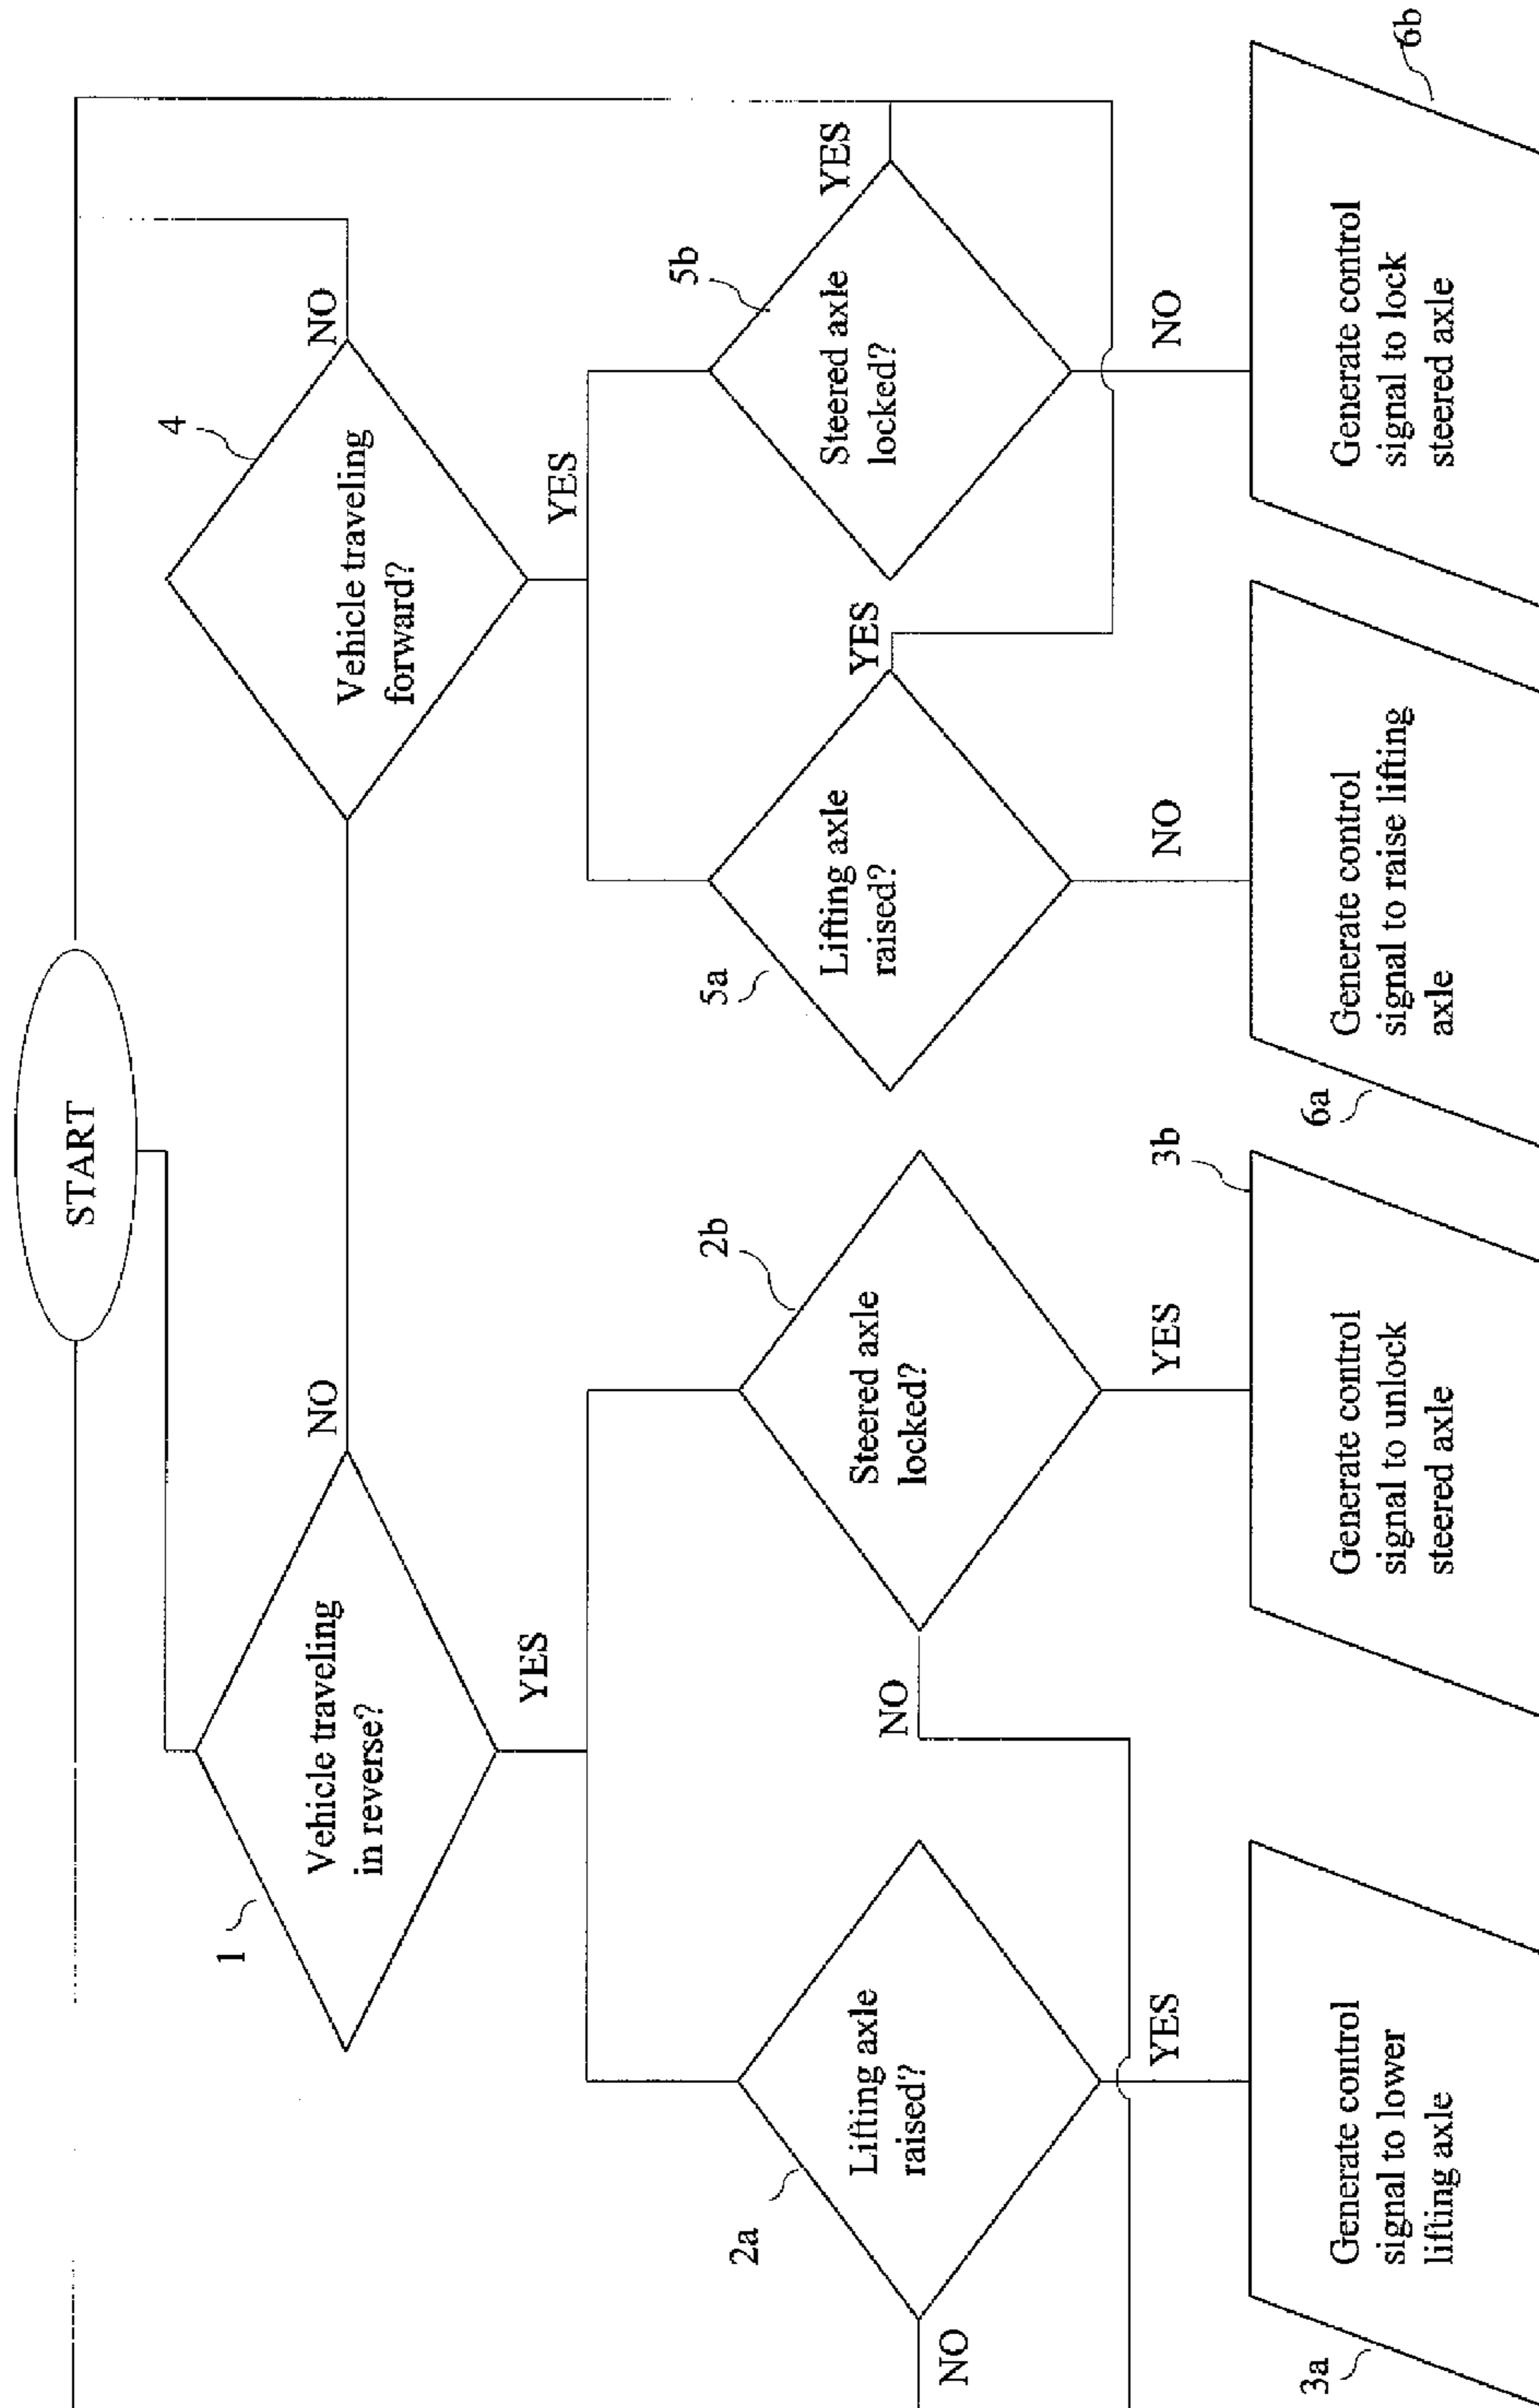 START
1
Vehicle traveling
in reverse?
NO
YES
4
Vehicle traveling
forward?
NO
YES
2a
Lifting axle
raised?
NO
YES
2b
Steered axle
locked?
NO
YES
5a
Lifting axle
raised?
YES
NO
5b
Steered axle
locked?
YES
NO
3a
Generate control
signal to lower
lifting axle
3b
Generate control
signal to unlock
steered axle
6a
Generate control
signal to raise lifting
axle
6b
Generate control
signal to lock
steered axle